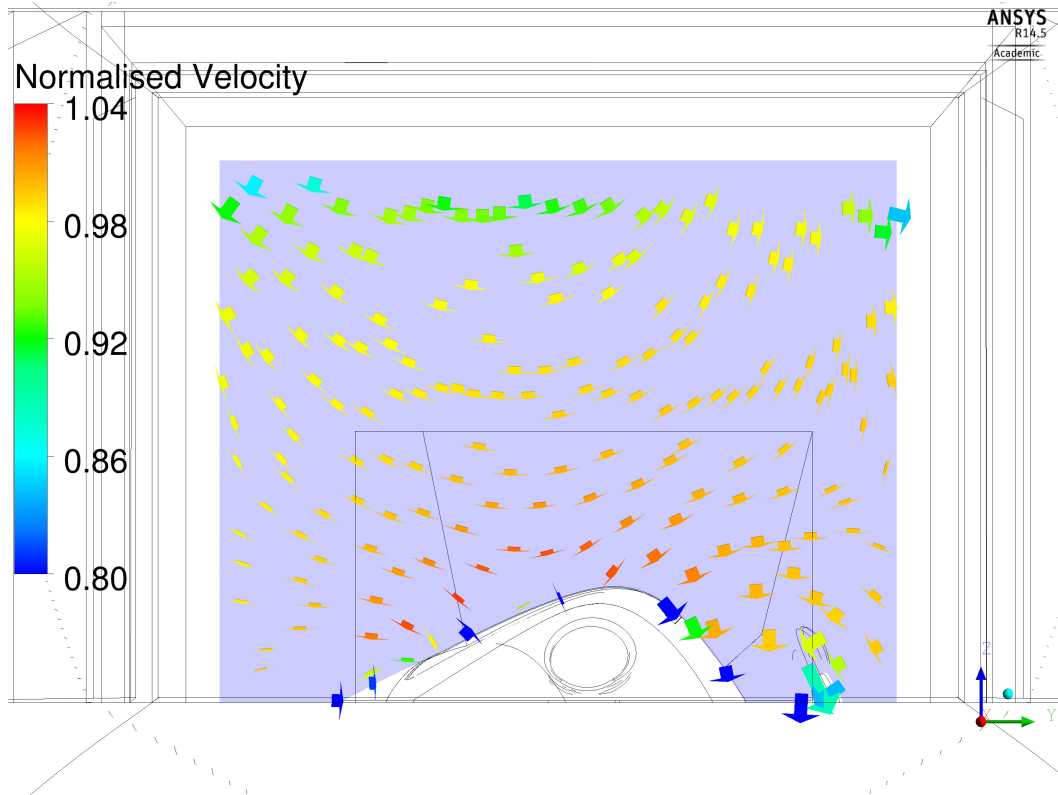 ANSYS
R14.5
Academic
Normalised Velocity
1.04
0.98
0.92
0.86
0.80
Z
X
Y